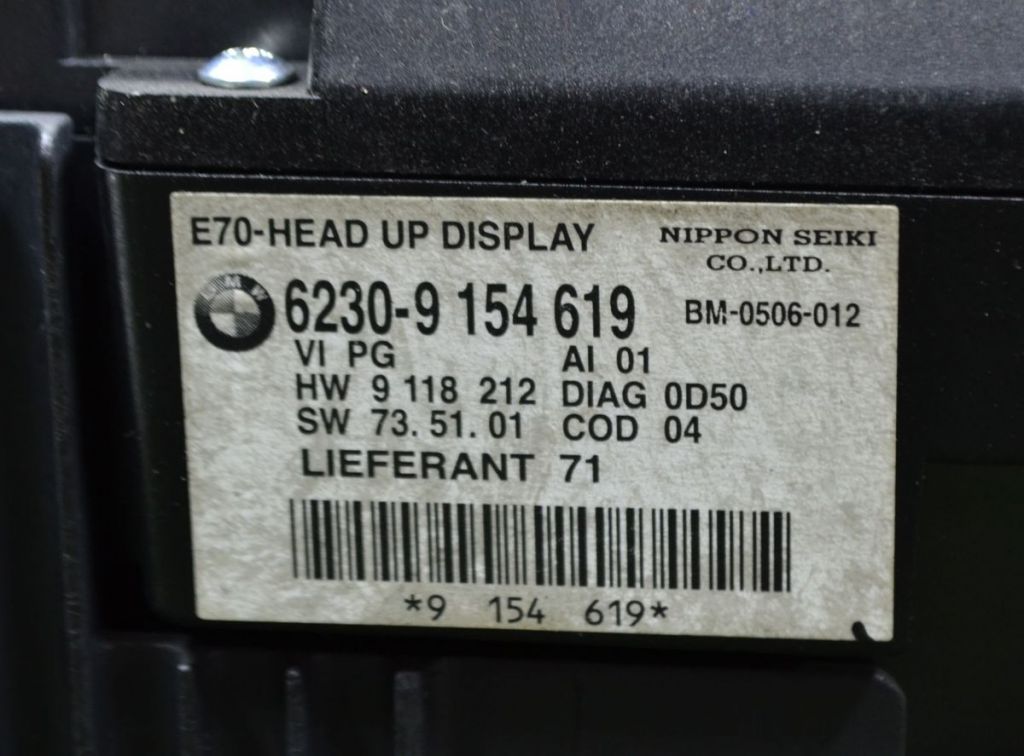 E70-HEAD UP DISPLAY
NIPPON SEIKI
CO.,LTD.
BMW
6230-9 154 619
BM-0506-012
VI PG AI 01
HW 9 118 212 DIAG 0D50
SW 73.51.01 COD 04
LIEFERANT 71
*9 154 619*